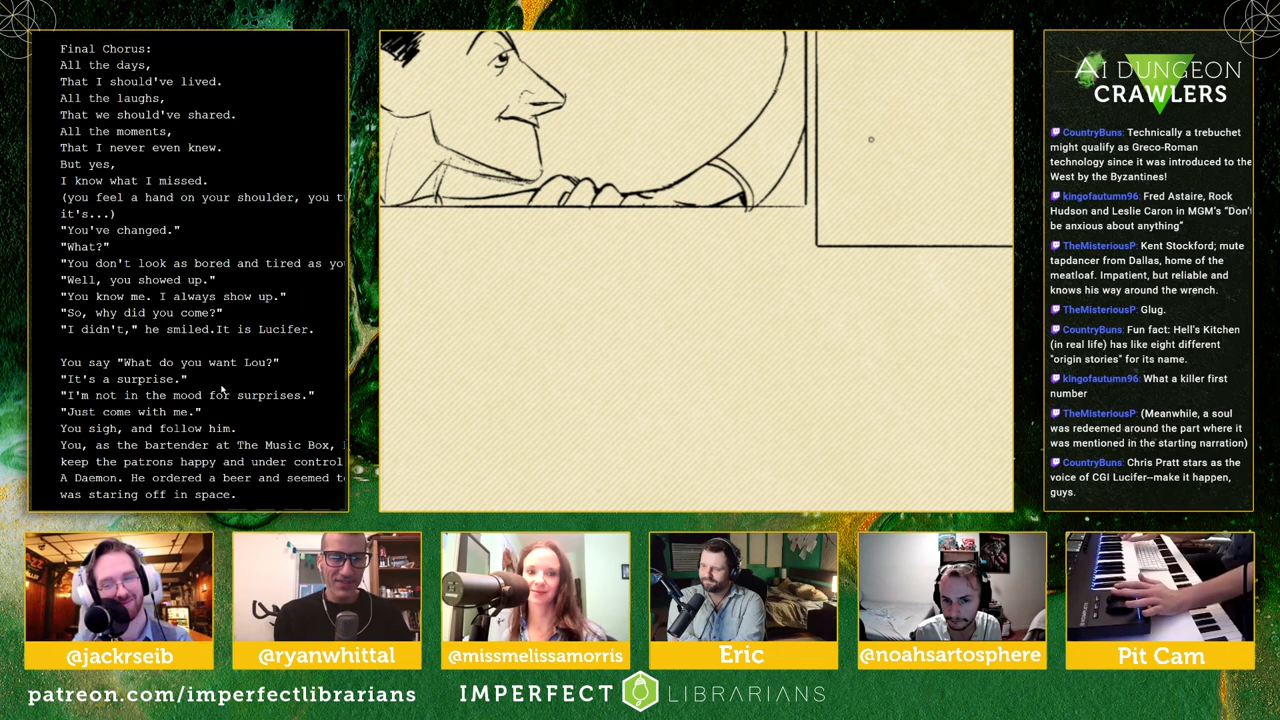 Final Chorus:
All the days,
That I should've lived.
All the laughs,
That we should've shared.
All the moments,
That I never even knew.
But yes,
I know what I missed.
(you feel a hand on your shoulder, you t
it's...)
"You've changed."
"What?"
"You don't look as bored and tired as yo
"Well, you showed up."
"You know me. I always show up."
"So, why did you come?"
"I didn't," he smiled.It is Lucifer.
You say "What do you want Lou?"
"It's a surprise."
"I'm not in the mood for surprises."
"Just come with me."
You sigh, and follow him.
You, as the bartender at The Music Box,
keep the patrons happy and under control
A Daemon. He ordered a beer and seemed t
was staring off in space.
AI DUNGEON
CRAWLERS
CountryBuns: Technically a trebuchet
might qualify as Greco-Roman
technology since it was introduced to the
West by the Byzantines!
kingofautumn96: Fred Astaire, Rock
Hudson and Leslie Caron in MGM's "Don'
be anxious about anything"
TheMisteriousP: Kent Stockford; mute
tapdancer from Dallas, home of the
meatloaf. Impatient, but reliable and
knows his way around the wrench.
TheMisteriousP: Glug.
CountryBuns: Fun fact: Hell's Kitchen
(in real life) has like eight different
"origin stories" for its name.
kingofautumn96: What a killer first
number
TheMisteriousP: (Meanwhile, a soul
was redeemed around the part where it
was mentioned in the starting narration)
CountryBuns: Chris Pratt stars as the
voice of CGI Lucifer--make it happen,
guys.
@jackrseib
@ryanwhittal
@missmelissamorris
Eric
@noahsartosphere
Pit Cam
patreon.com/imperfectlibrarians
IMPERFECT LIBRARIANS